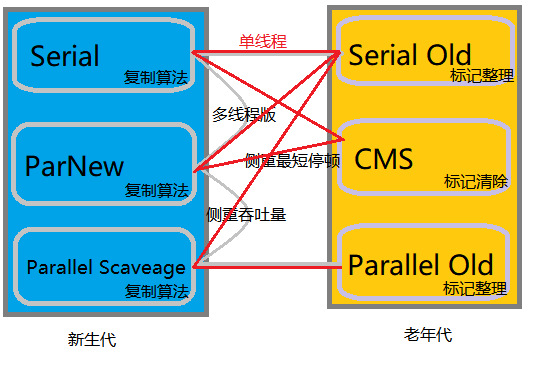 单线程
Serial
复制算法
Serial Old
标记整理
多线程版
ParNew
复制算法
侧重最短停顿
CMS
标记清除
侧重吞吐量
Parallel Scaveage
复制算法
Parallel Old
标记整理
新生代
老年代